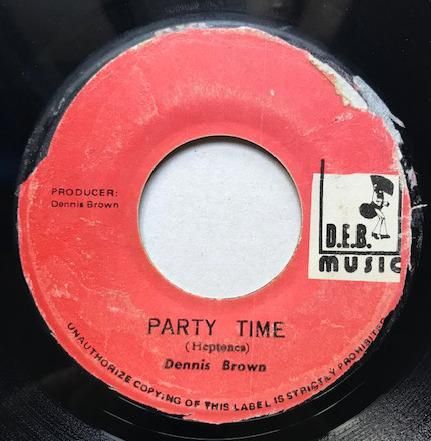 PRODUCER:
Dennis Brown
D.E.B.
MUSIC
PARTY TIME
(Heptones)
Dennis Brown
UNAUTHORIZE COPYING OF THIS LABEL IS STRICTLY PROHIBITED